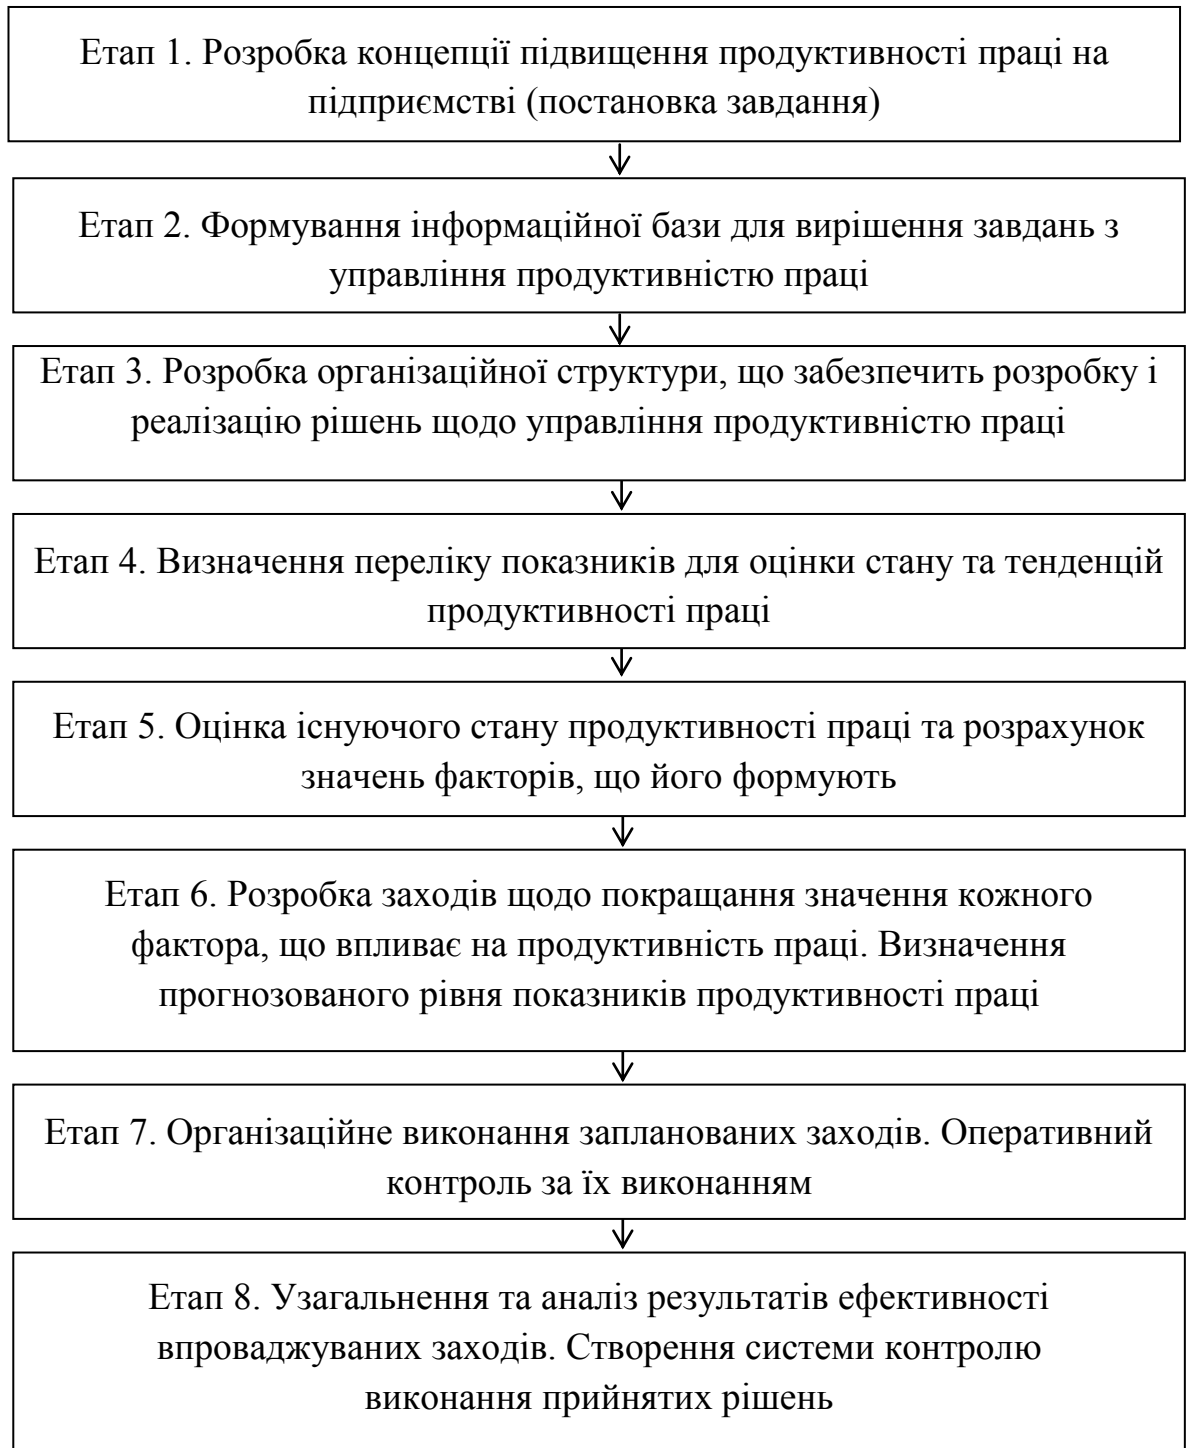 Етап 1. Розробка концепції підвищення продуктивності праці на
підприємстві (постановка завдання)
Етап 2. Формування інформаційної бази для вирішення завдань з
управління продуктивністю праці
Етап 3. Розробка організаційної структури, що забезпечить розробку і
реалізацію рішень щодо управління продуктивністю праці
Етап 4. Визначення переліку показників для оцінки стану та тенденцій
продуктивності праці
Етап 5. Оцінка існуючого стану продуктивності праці та розрахунок
значень факторів, що його формують
Етап 6. Розробка заходів щодо покращання значення кожного
фактора, що впливає на продуктивність праці. Визначення
прогнозованого рівня показників продуктивності праці
Етап 7. Організаційне виконання запланованих заходів. Оперативний
контроль за їх виконанням
Етап 8. Узагальнення та аналіз результатів ефективності
впроваджуваних заходів. Створення системи контролю
виконання прийнятих рішень